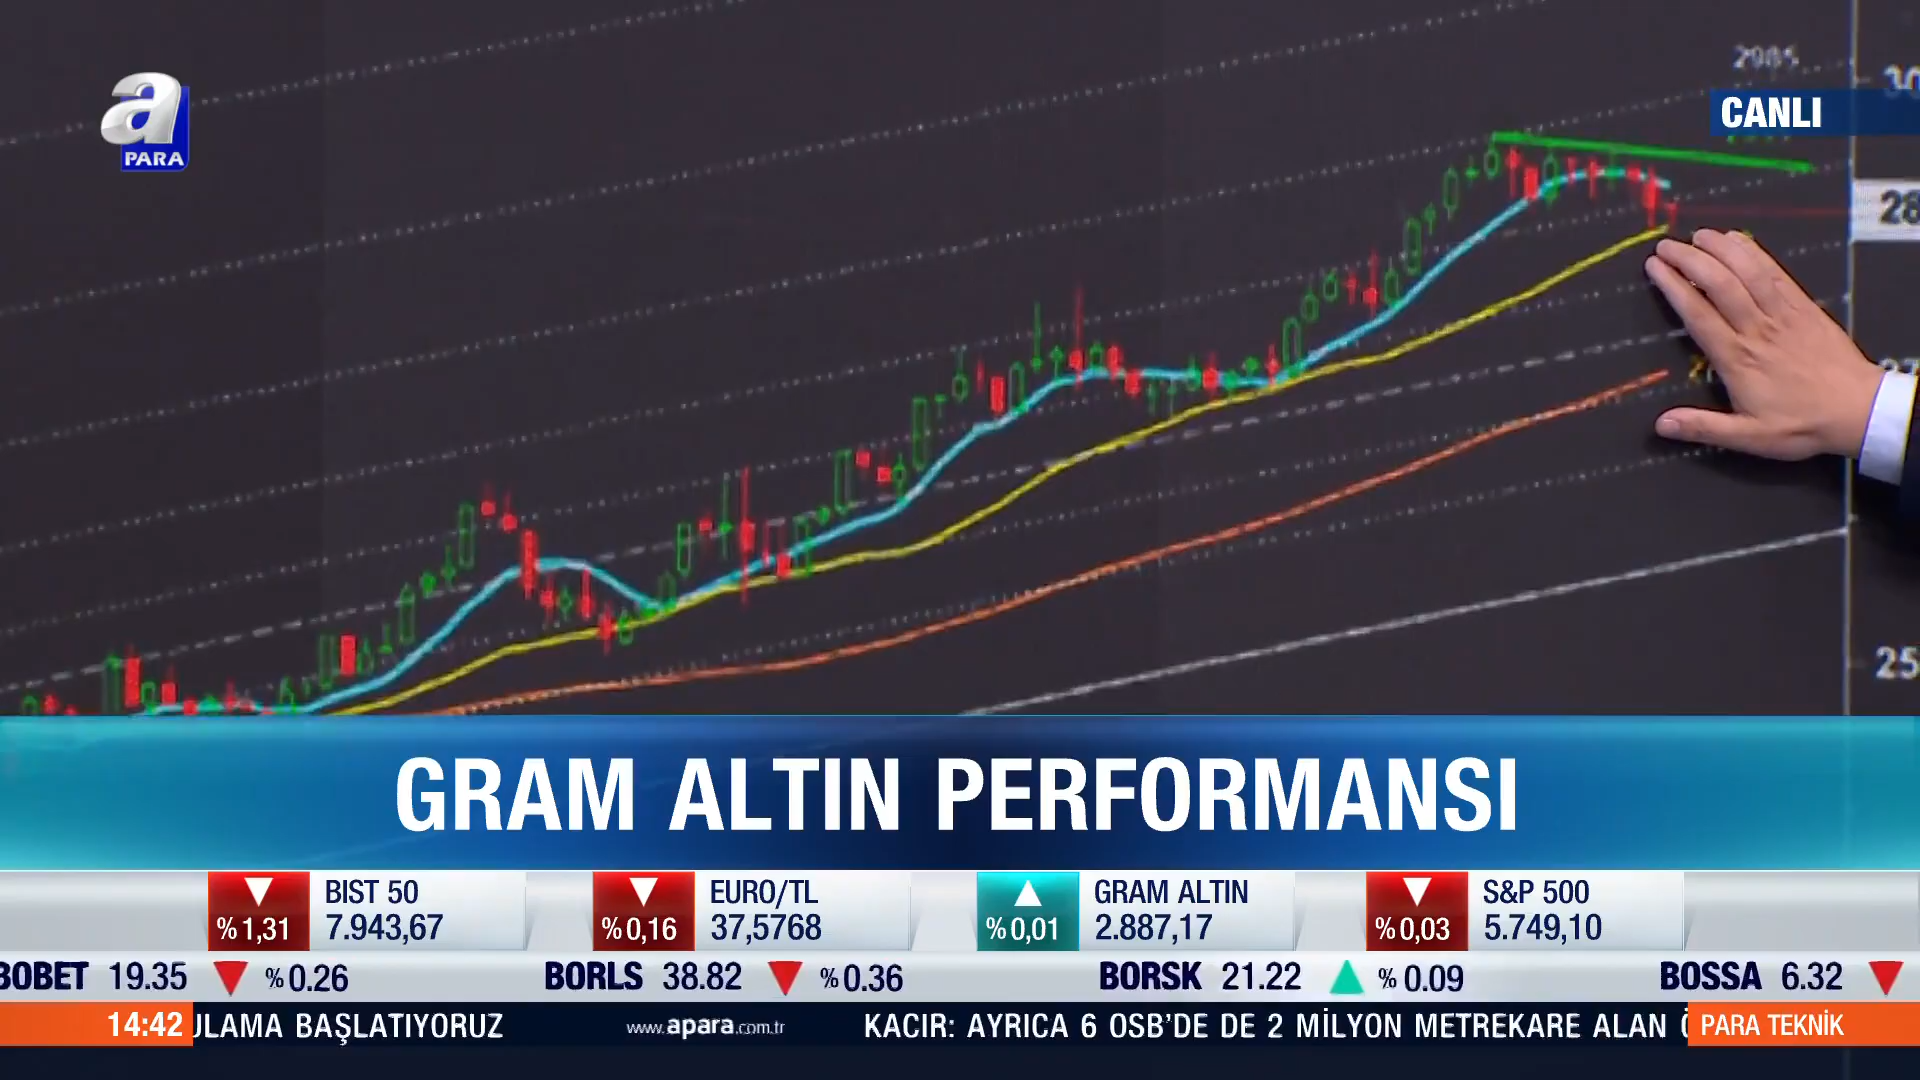 a
PARA
CANLI
GRAM ALTIN PERFORMANSI
% 1,31 BIST 50 7.943,67
% 0,16 EURO/TL 37,5768
% 0,01 GRAM ALTIN 2.887,17
% 0,03 S&P 500 5.749,10
BOBET 19.35 % 0.26 BORLS 38.82 % 0.36 BORSK 21.22 % 0.09 BOSSA 6.32
14:42 ULAMA BAŞLATIYORUZ www.apara.com.tr KACIR: AYRICA 6 OSB'DE DE 2 MİLYON METREKARE ALAN PARA TEKNİK